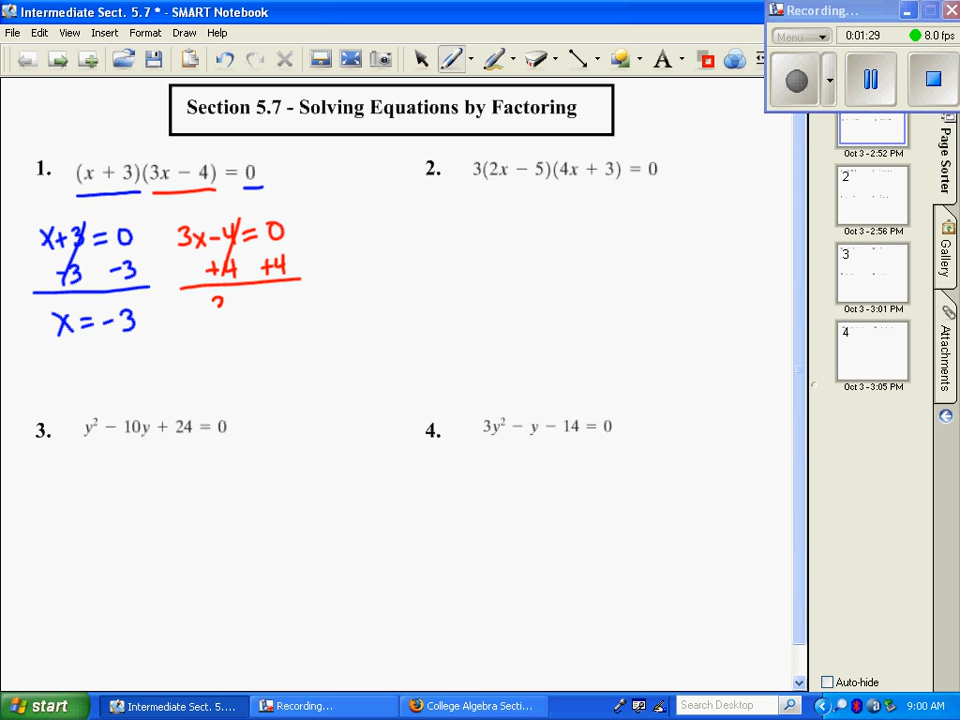 Intermediate Sect. 5.7 * - SMART Notebook
Recording...
File Edit View Insert Format Draw Help
Menu 0:01:29 8.0 fps
Section 5.7 - Solving Equations by Factoring
1. (x + 3)(3x − 4) = 0
2. 3(2x − 5)(4x + 3) = 0
x+3 = 0
3x-4 = 0
-3 -3
+4 +4
x = -3
3. y² − 10y + 24 = 0
4. 3y² − y − 14 = 0
Oct 3 - 2:52 PM
2
Oct 3 - 2:56 PM
3
Oct 3 - 3:01 PM
4
Oct 3 - 3:05 PM
Page Sorter
Gallery
Attachments
Auto-hide
start
Intermediate Sect. 5....
Recording...
College Algebra Secti...
Search Desktop
9:00 AM